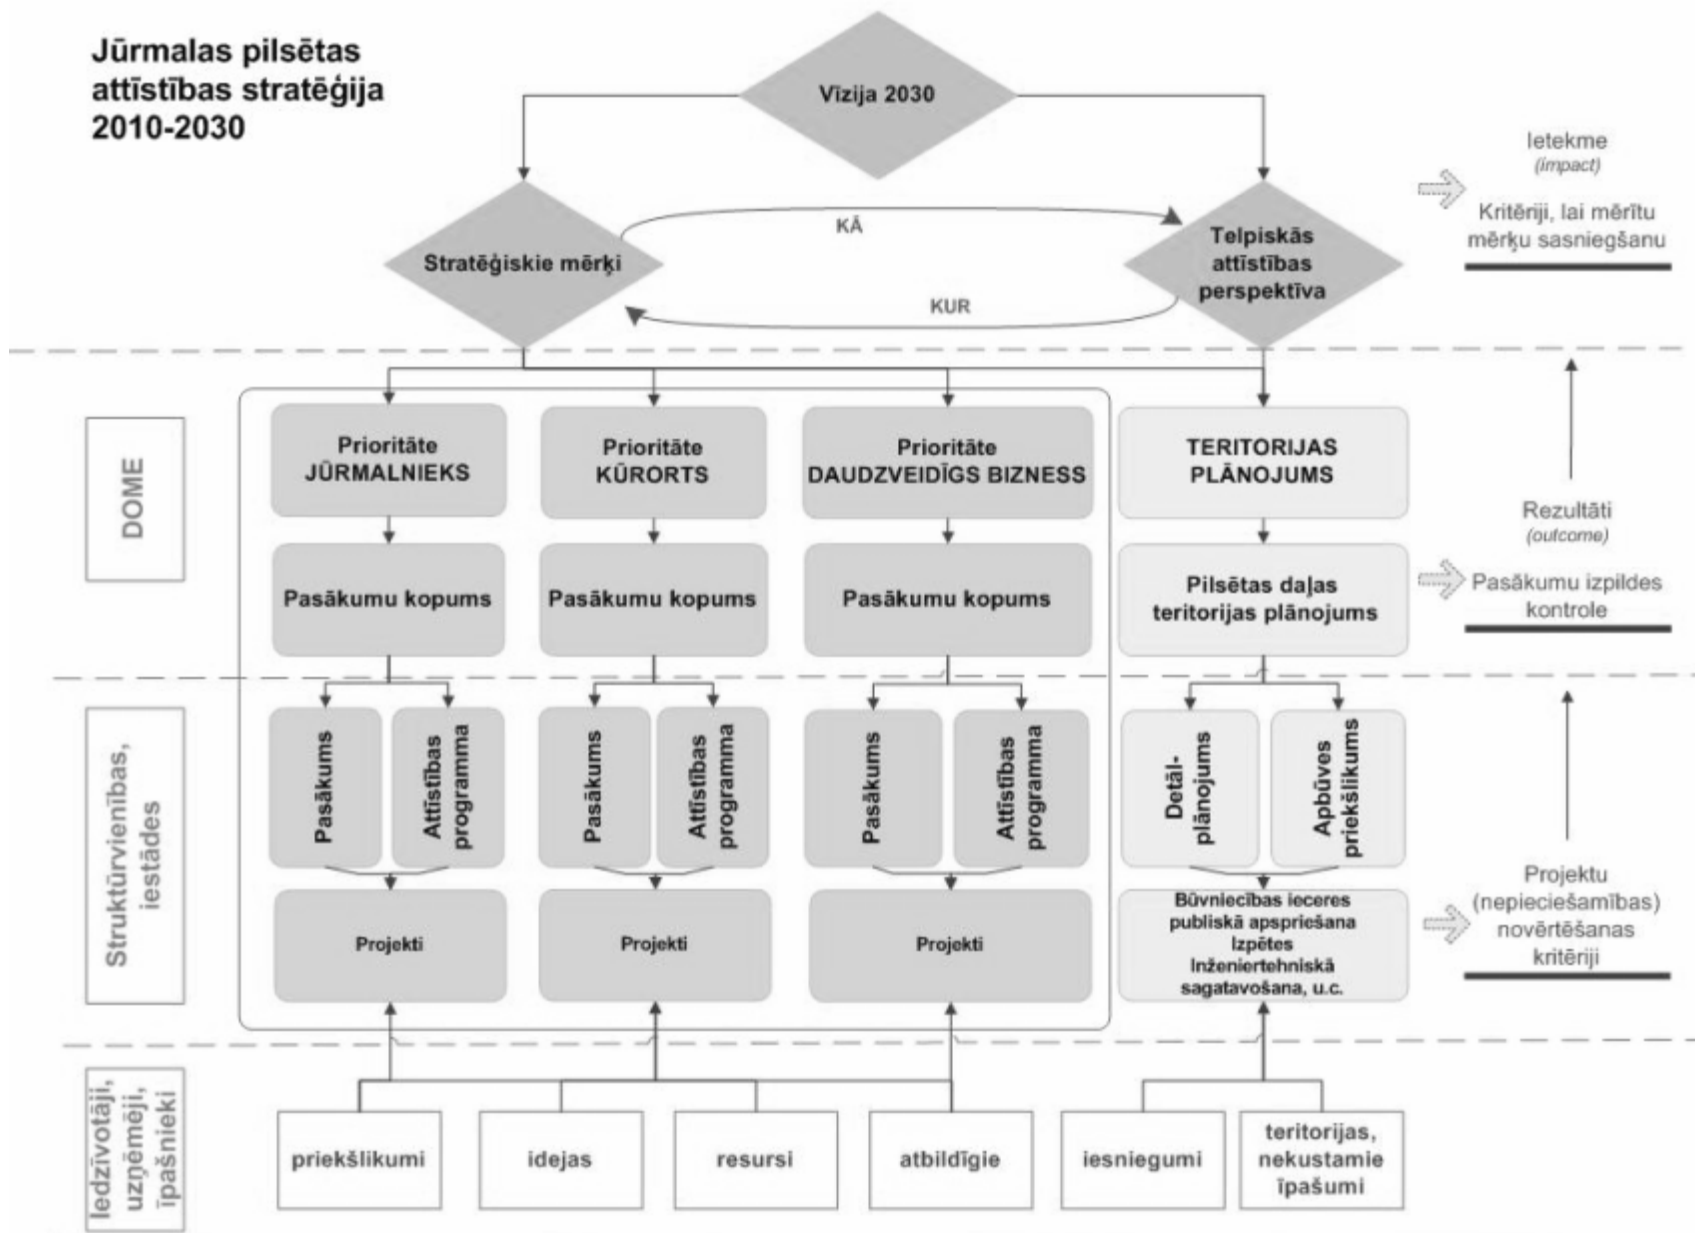 Jūrmalas pilsētas
attīstības stratēģija
2010-2030
Vīzija 2030
Ietekme
(impact)
Kritēriji, lai mērītu
mērķu sasniegšanu
KĀ
Stratēģiskie mērķi
Telpiskās
attīstības
perspektīva
KUR
DOME
Prioritāte
JŪRMALNIEKS
Prioritāte
KŪRORTS
Prioritāte
DAUDZVEIDĪGS BIZNESS
TERITORIJAS
PLĀNOJUMS
Rezultāti
(outcome)
Pasākumu izpildes
kontrole
Pasākumu kopums
Pasākumu kopums
Pasākumu kopums
Pilsētas daļas
teritorijas plānojums
Struktūrvienības,
iestādes
Pasākums
Attīstības
programma
Pasākums
Attīstības
programma
Pasākums
Attīstības
programma
Detāl-
plānojums
Apbūves
priekšlikums
Projektu
(nepieciešamības)
novērtēšanas
kritēriji
Projekti
Projekti
Projekti
Būvniecības ieceres
publiskā apspriešana
Izpētes
Inženiertehniskā
sagatavošana, u.c.
Iedzīvotāji,
uzņēmēji,
īpašnieki
priekšlikumi
idejas
resursi
atbildīgie
iesniegumi
teritorijas,
nekustamie
īpašumi